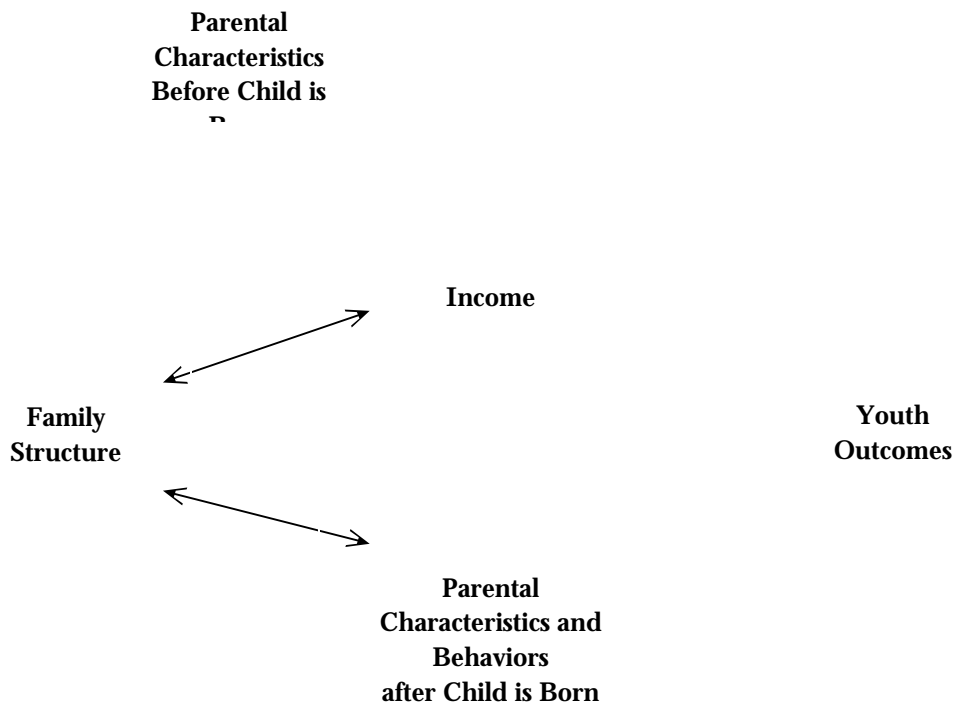 Parental
Characteristics
Before Child is
Income
Family
Structure
Youth
Outcomes
Parental
Characteristics and
Behaviors
after Child is Born